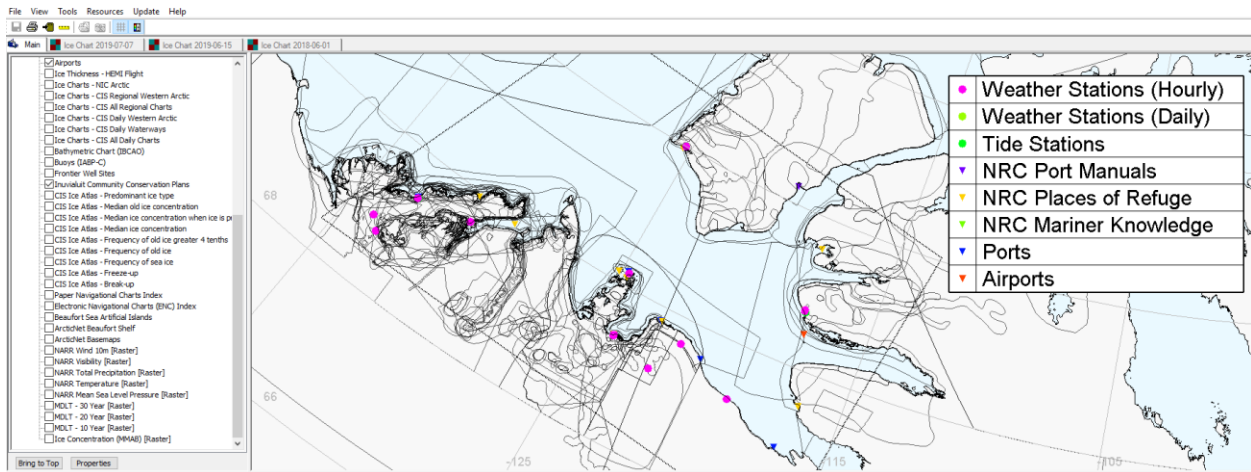 File View Tools Resources Update Help
Main Ice Chart 2019-07-07 Ice Chart 2019-06-15 Ice Chart 2018-06-01
Airports
Ice Thickness - HEMI Flight
Ice Charts - NIC Arctic
Ice Charts - CIS Regional Western Arctic
Ice Charts - CIS All Regional Charts
Ice Charts - CIS Daily Western Arctic
Ice Charts - CIS Daily Waterways
Ice Charts - CIS All Daily Charts
Bathymetric Chart (IBCAO)
Buoys (IABP-C)
Frontier Well Sites
Inuvialuit Community Conservation Plans
CIS Ice Atlas - Predominant ice type
CIS Ice Atlas - Median old ice concentration
CIS Ice Atlas - Median ice concentration when ice is pr
CIS Ice Atlas - Median ice concentration
CIS Ice Atlas - Frequency of old ice greater 4 tenths
CIS Ice Atlas - Frequency of old ice
CIS Ice Atlas - Frequency of sea ice
CIS Ice Atlas - Freeze-up
CIS Ice Atlas - Break-up
Paper Navigational Charts Index
Electronic Navigational Charts (ENC) Index
Beaufort Sea Artificial Islands
ArcticNet Beaufort Shelf
ArcticNet Basemaps
NARR Wind 10m [Raster]
NARR Visibility [Raster]
NARR Total Precipitation [Raster]
NARR Temperature [Raster]
NARR Mean Sea Level Pressure [Raster]
MDLT - 30 Year [Raster]
MDLT - 20 Year [Raster]
MDLT - 10 Year [Raster]
Ice Concentration (MMAB) [Raster]
Bring to Top Properties
68
66
-125
-115
-105
Weather Stations (Hourly)
Weather Stations (Daily)
Tide Stations
NRC Port Manuals
NRC Places of Refuge
NRC Mariner Knowledge
Ports
Airports